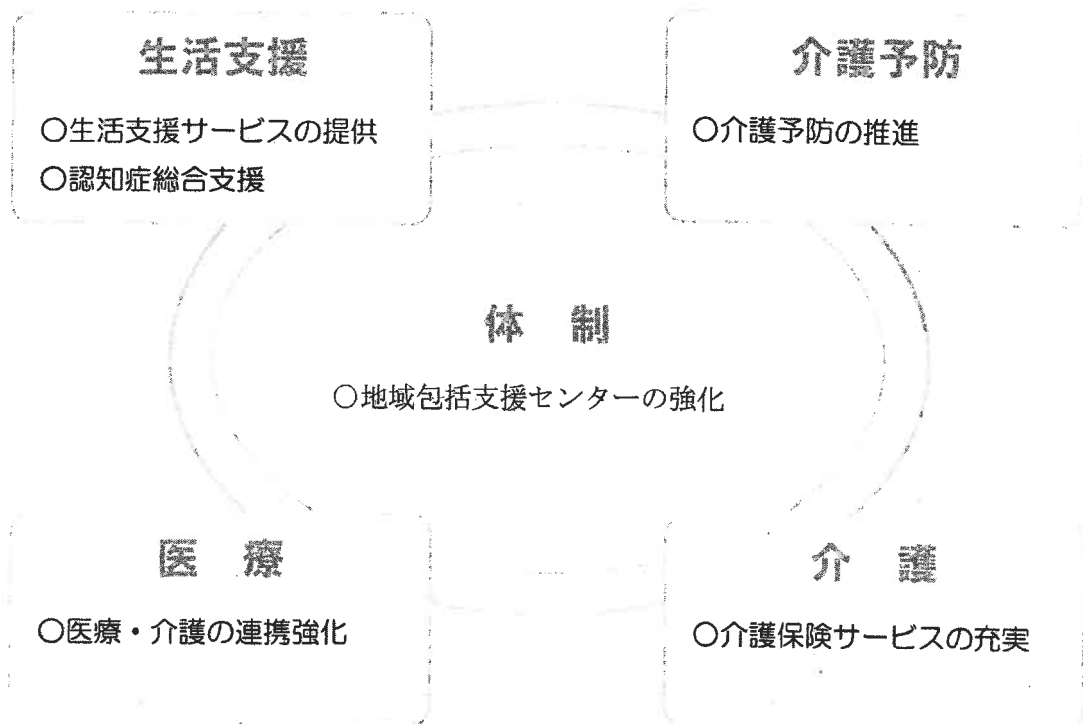 生活支援
○生活支援サービスの提供
○認知症総合支援
介護予防
○介護予防の推進
体　制
○地域包括支援センターの強化
医　療
○医療・介護の連携強化
介　護
○介護保険サービスの充実